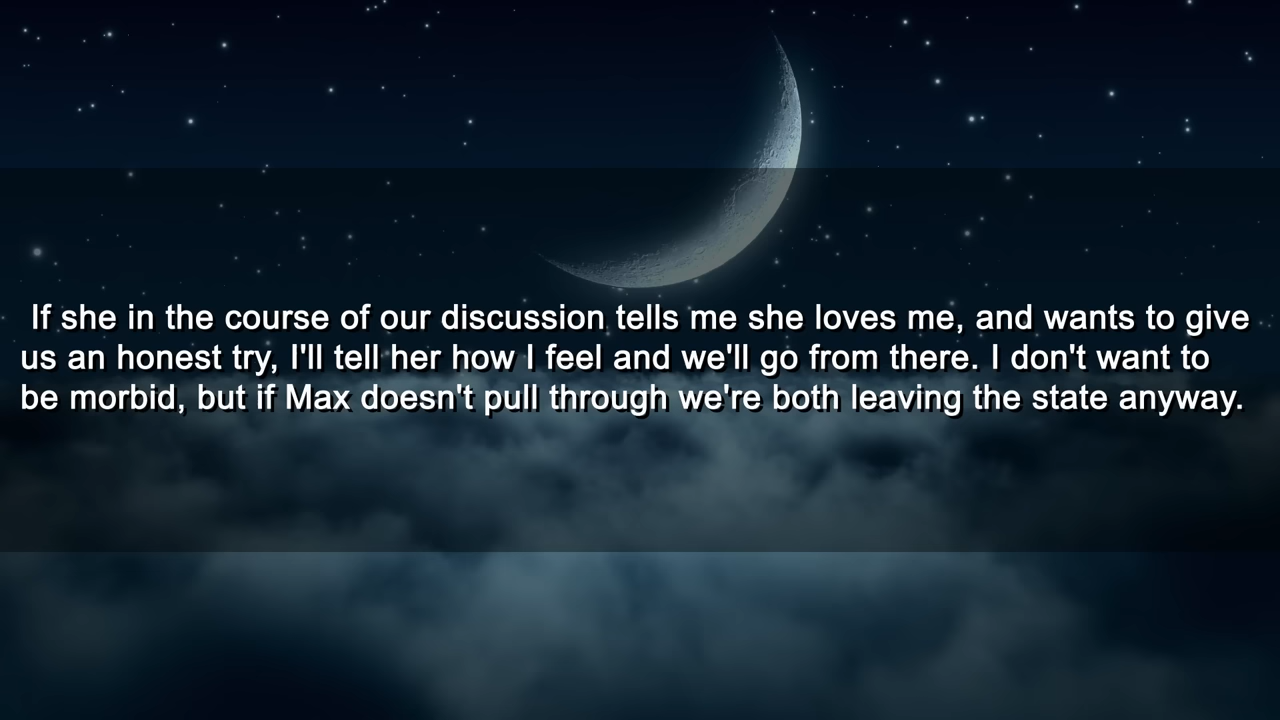 If she in the course of our discussion tells me she loves me, and wants to give
us an honest try, I'll tell her how I feel and we'll go from there. I don't want to
be morbid, but if Max doesn't pull through we're both leaving the state anyway.